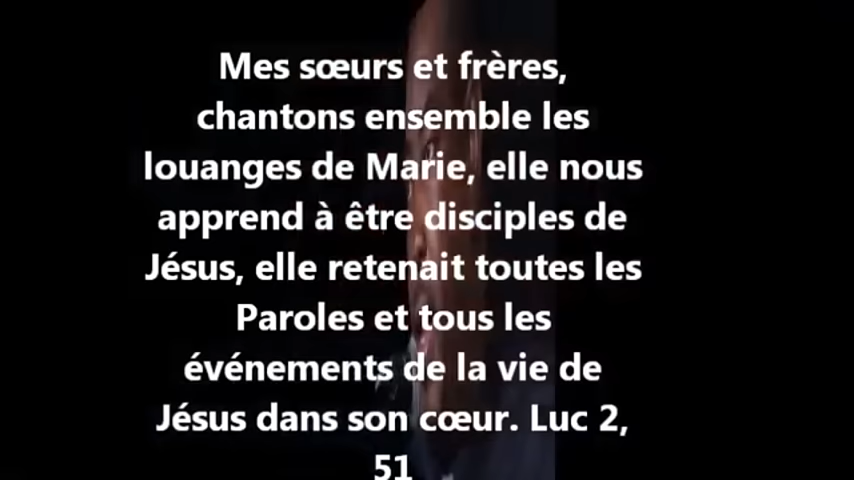 Mes sœurs et frères,
chantons ensemble les
louanges de Marie, elle nous
apprend à être disciples de
Jésus, elle retenait toutes les
Paroles et tous les
événements de la vie de
Jésus dans son cœur. Luc 2,
51